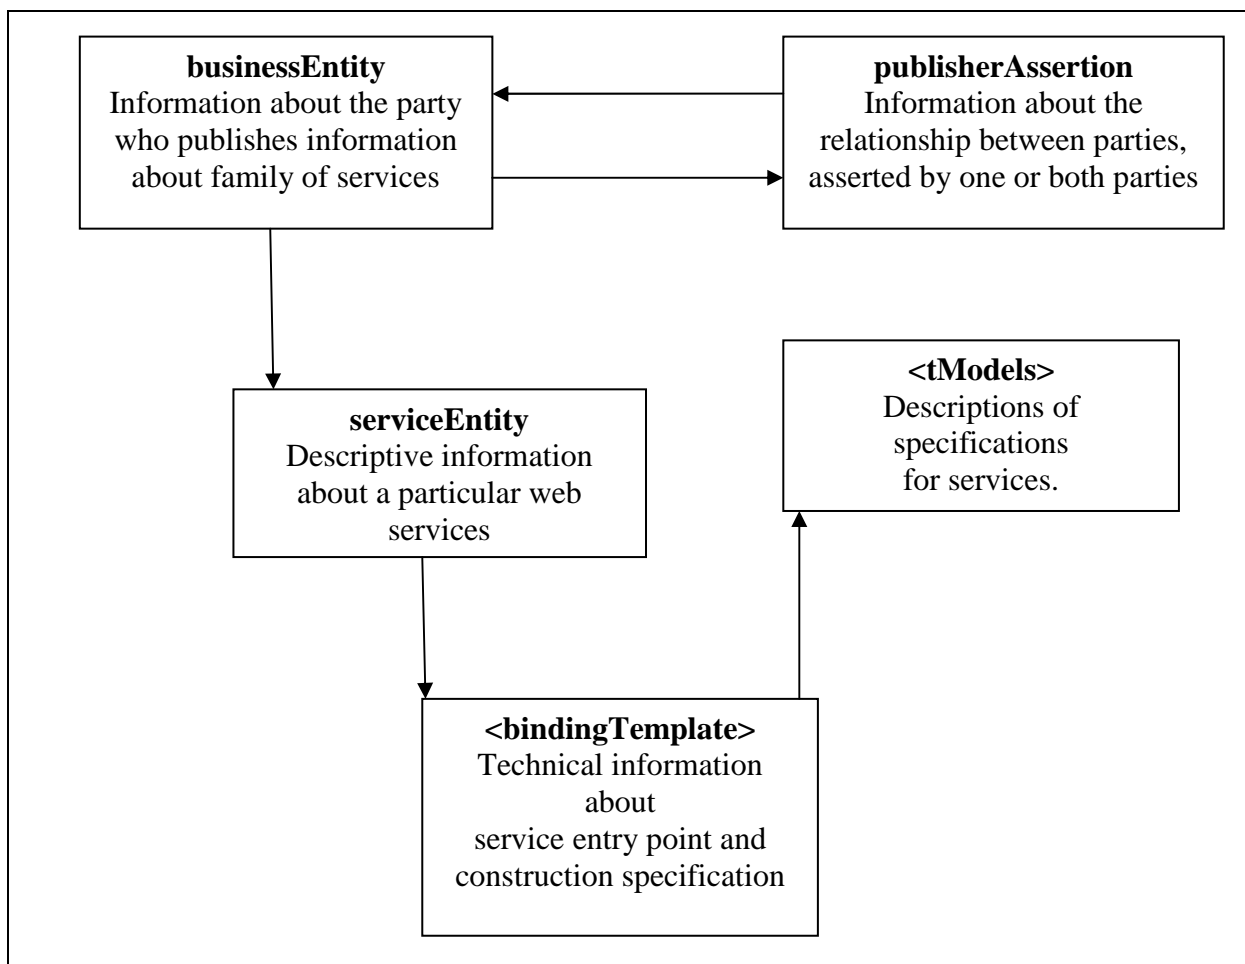 businessEntity
Information about the party
who publishes information
about family of services
publisherAssertion
Information about the
relationship between parties,
asserted by one or both parties
<tModels>
Descriptions of
specifications
for services.
serviceEntity
Descriptive information
about a particular web
services
<bindingTemplate>
Technical information
about
service entry point and
construction specification